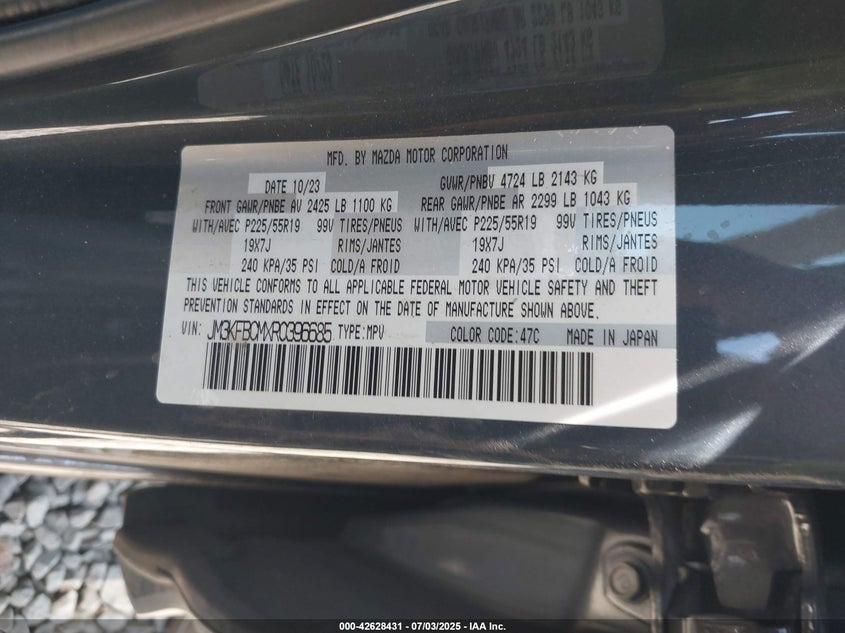 MFD. BY MAZDA MOTOR CORPORATION
DATE 10/23 GVWR/PNBV 4724 LB 2143 KG
FRONT GAWR/PNBE AV 2425 LB 1100 KG REAR GAWR/PNBE AR 2299 LB 1043 KG
WITH/AVEC P225/55R19 99V TIRES/PNEUS WITH/AVEC P225/55R19 99V TIRES/PNEUS
19X7J RIMS/JANTES 19X7J RIMS/JANTES
240 KPA/35 PSI COLD/A FROID 240 KPA/35 PSI COLD/A FROID
THIS VEHICLE CONFORMS TO ALL APPLICABLE FEDERAL MOTOR VEHICLE SAFETY AND THEFT
PREVENTION STANDARDS IN EFFECT ON THE DATE OF MANUFACTURE SHOWN ABOVE.
VIN: JM3KFBCMXR0396685 TYPE:MPV COLOR CODE:47C MADE IN JAPAN
000-42628431 - 07/03/2025 - IAA Inc.